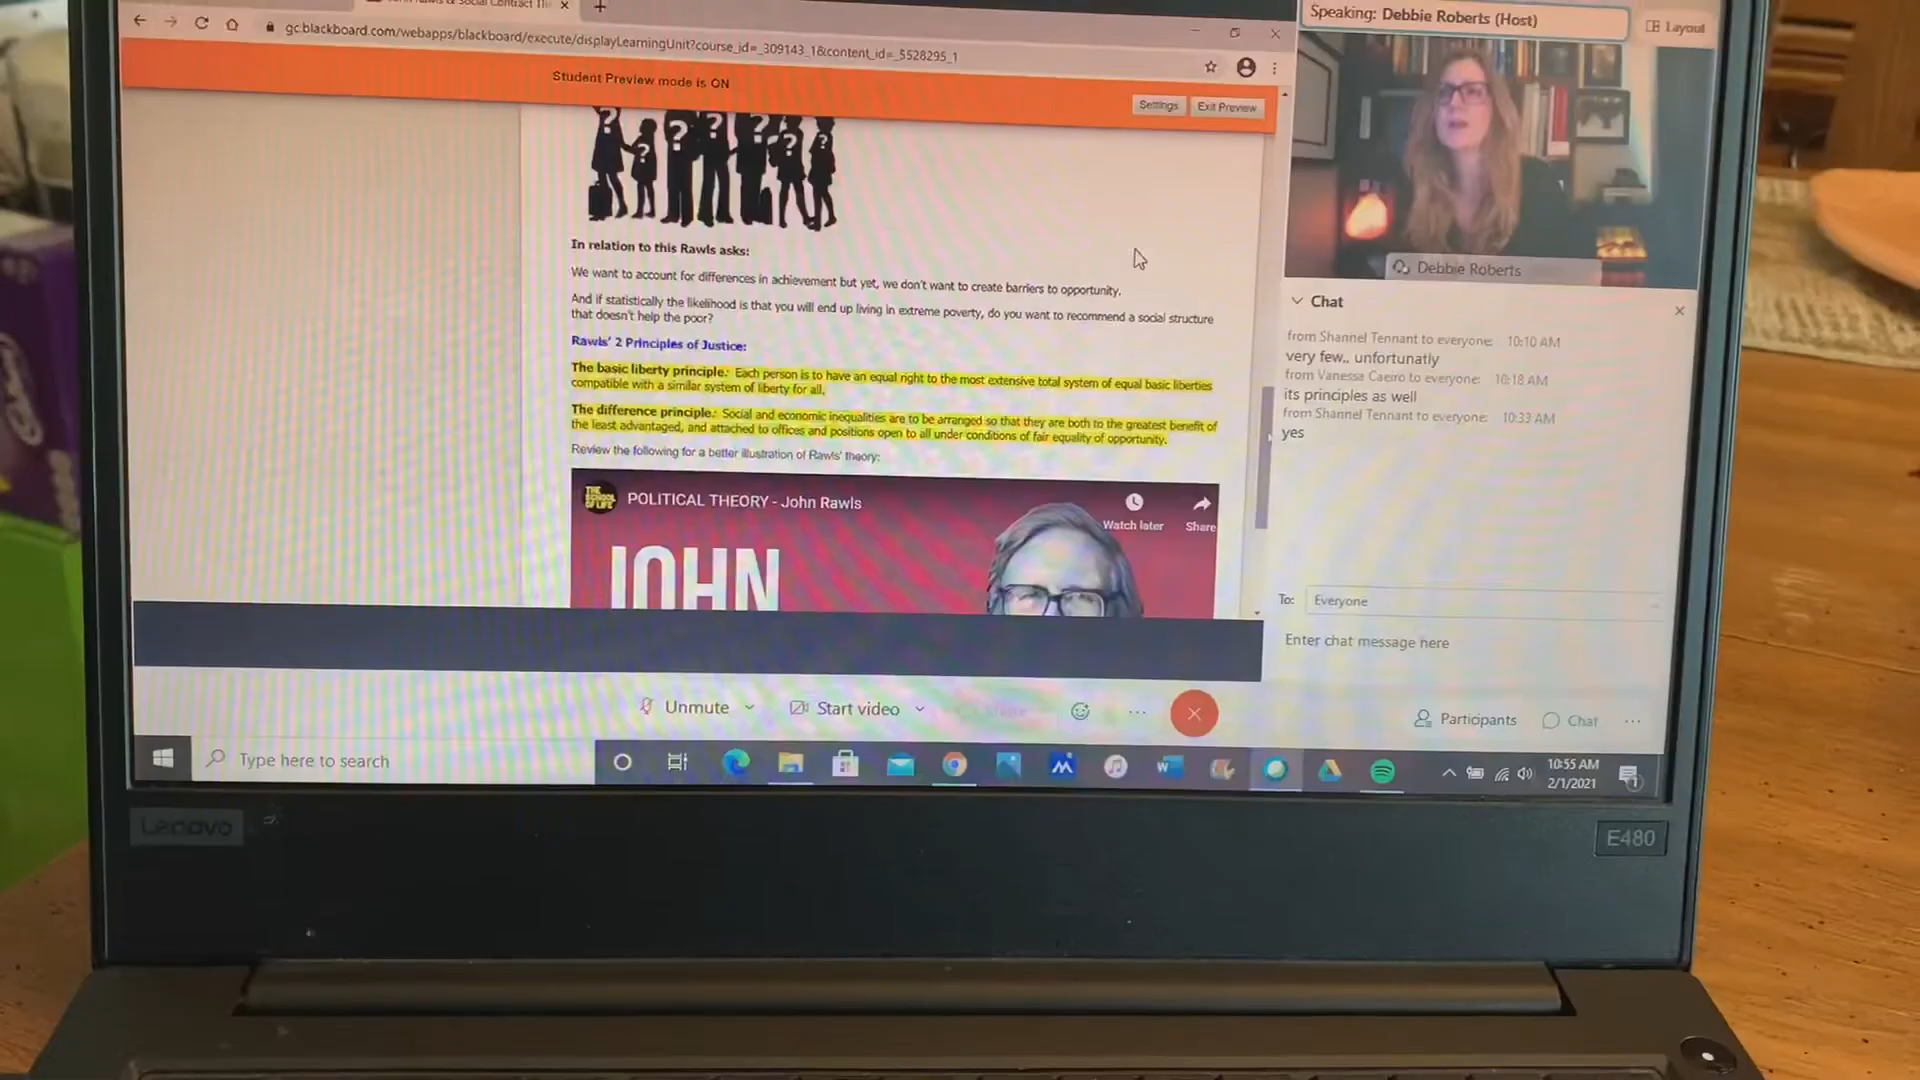 gc.blackboard.com/webapps/blackboard/execute/displayLearningUnit?course_id=_309143_1&content_id=_5528295_1
Student Preview mode is ON
Settings
Exit Preview
? ? ? ? ? ? ?
In relation to this Rawls asks:
We want to account for differences in achievement but yet, we don't want to create barriers to opportunity.
And if statistically the likelihood is that you will end up living in extreme poverty, do you want to recommend a social structure
that doesn't help the poor?
Rawls' 2 Principles of Justice:
The basic liberty principle: Each person is to have an equal right to the most extensive total system of equal basic liberties
compatible with a similar system of liberty for all.
The difference principle: Social and economic inequalities are to be arranged so that they are both to the greatest benefit of
the least advantaged, and attached to offices and positions open to all under conditions of fair equality of opportunity.
Review the following for a better illustration of Rawls' theory:
THE SCHOOL OF LIFE
POLITICAL THEORY - John Rawls
Watch later
Share
JOHN
Speaking: Debbie Roberts (Host)
Layout
Debbie Roberts
Chat
from Shannel Tennant to everyone: 10:10 AM
very few.. unfortunatly
from Vanessa Caeiro to everyone: 10:18 AM
its principles as well
from Shannel Tennant to everyone: 10:33 AM
yes
To: Everyone
Enter chat message here
Unmute
Start video
Participants
Chat
Type here to search
10:55 AM
2/1/2021
Lenovo
E480